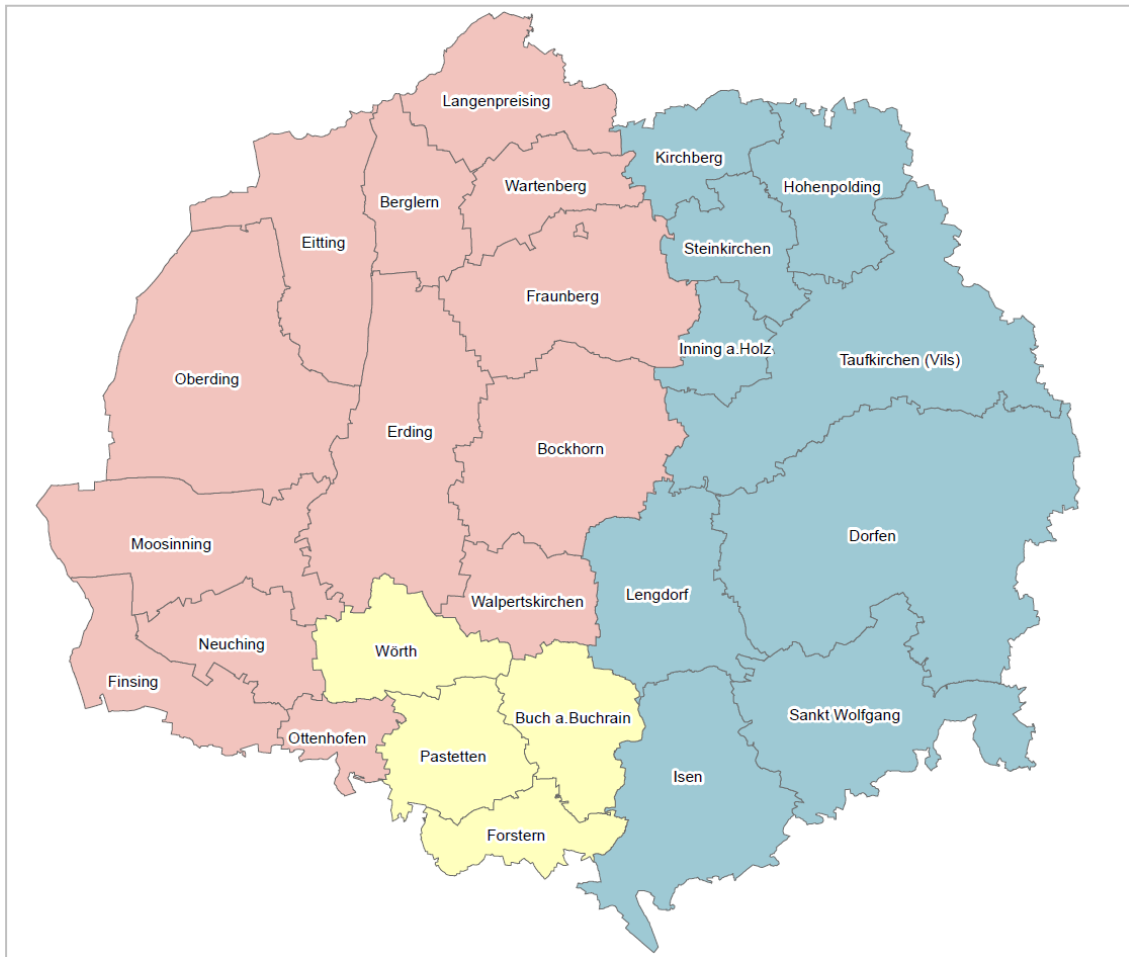 Langenpreising
Kirchberg
Wartenberg
Hohenpolding
Berglern
Eitting
Steinkirchen
Fraunberg
Inning a.Holz
Taufkirchen (Vils)
Oberding
Erding
Bockhorn
Dorfen
Moosinning
Lengdorf
Walpertskirchen
Neuching
Wörth
Finsing
Sankt Wolfgang
Buch a.Buchrain
Ottenhofen
Pastetten
Isen
Forstern